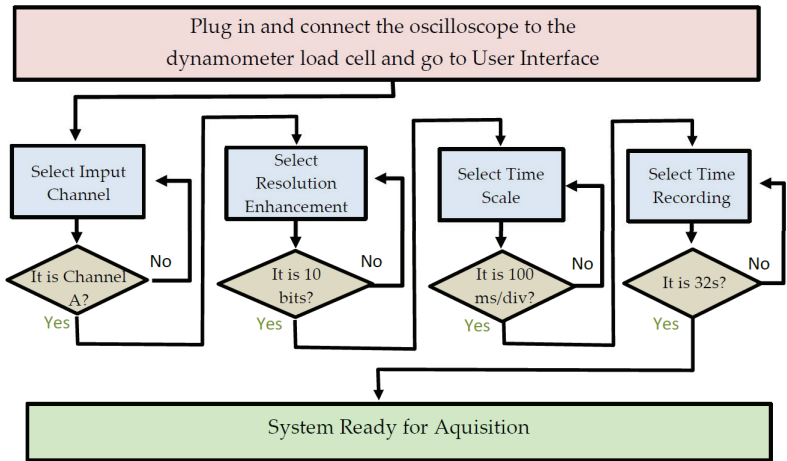 Plug in and connect the oscilloscope to the
dynamometer load cell and go to User Interface
Select Imput
Channel
It is Channel
A?
No
Yes
Select
Resolution
Enhancement
It is 10
bits?
No
Yes
Select Time
Scale
It is 100
ms/div?
No
Yes
Select Time
Recording
It is 32s?
No
Yes
System Ready for Aquisition